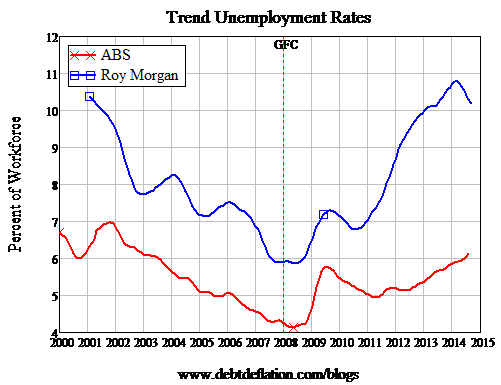 Trend Unemployment Rates
12
GFC
ABS
11
Roy Morgan
10
9
8
7
6
5
4
Percent of Workforce
2000 2001 2002 2003 2004 2005 2006 2007 2008 2009 2010 2011 2012 2013 2014 2015
www.debtdeflation.com/blogs